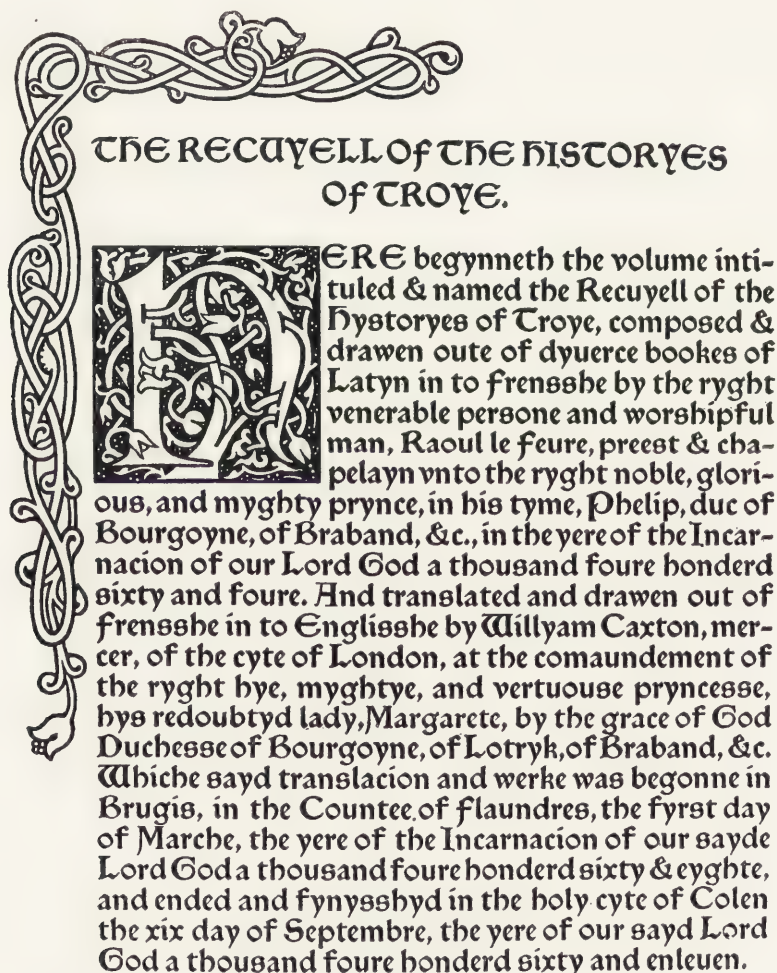 THE RECUYELL OF THE HISTORYES
OF TROYE.
HERE begynneth the volume inti-
tuled & named the Recuyell of the
Hystoryes of Troye, composed &
drawen oute of dyuerce bookes of
Latyn in to Frensshe by the ryght
venerable persone and worshipful
man, Raoul le Feure, preest & cha-
pelayn vnto the ryght noble, glori-
ous, and myghty prynce, in his tyme, Phelip, duc of
Bourgoyne, of Braband, &c., in the yere of the Incar-
nacion of our Lord God a thousand foure honderd
sixty and foure. And translated and drawen out of
Frensshe in to Englisshe by Willyam Caxton, mer-
cer, of the cyte of London, at the comaundement of
the ryght hye, myghtye, and vertuouse pryncesse,
hys redoubtyd lady, Margarete, by the grace of God
Duchesse of Bourgoyne, of Lotryk, of Braband, &c.
Whiche sayd translacion and werke was begonne in
Brugis, in the Countee of Flaundres, the fyrst day
of Marche, the yere of the Incarnacion of our sayde
Lord God a thousand foure honderd sixty & eyghte,
and ended and fynysshyd in the holy cyte of Colen
the xix day of Septembre, the yere of our sayd Lord
God a thousand foure honderd sixty and enleuen.